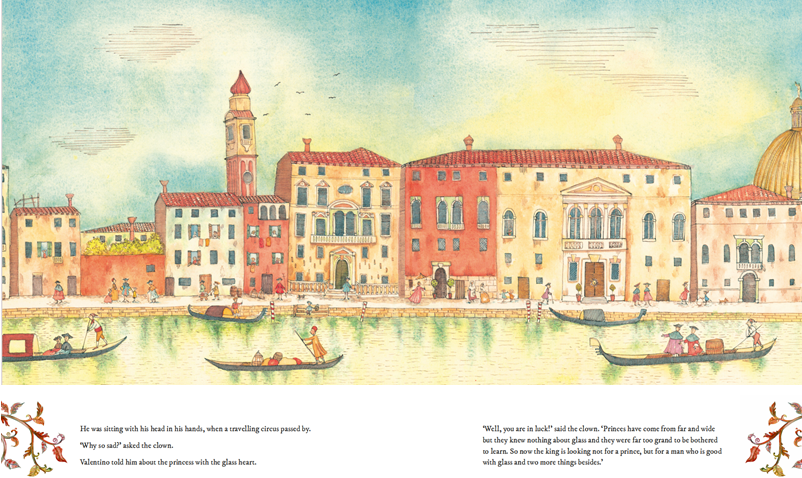 He was sitting with his head in his hands, when a travelling circus passed by.
‘Why so sad?’ asked the clown.
Valentino told him about the princess with the glass heart.
‘Well, you are in luck!’ said the clown. ‘Princes have come from far and wide
but they knew nothing about glass and they were far too grand to be bothered
to learn. So now the king is looking not for a prince, but for a man who is good
with glass and two more things besides.’